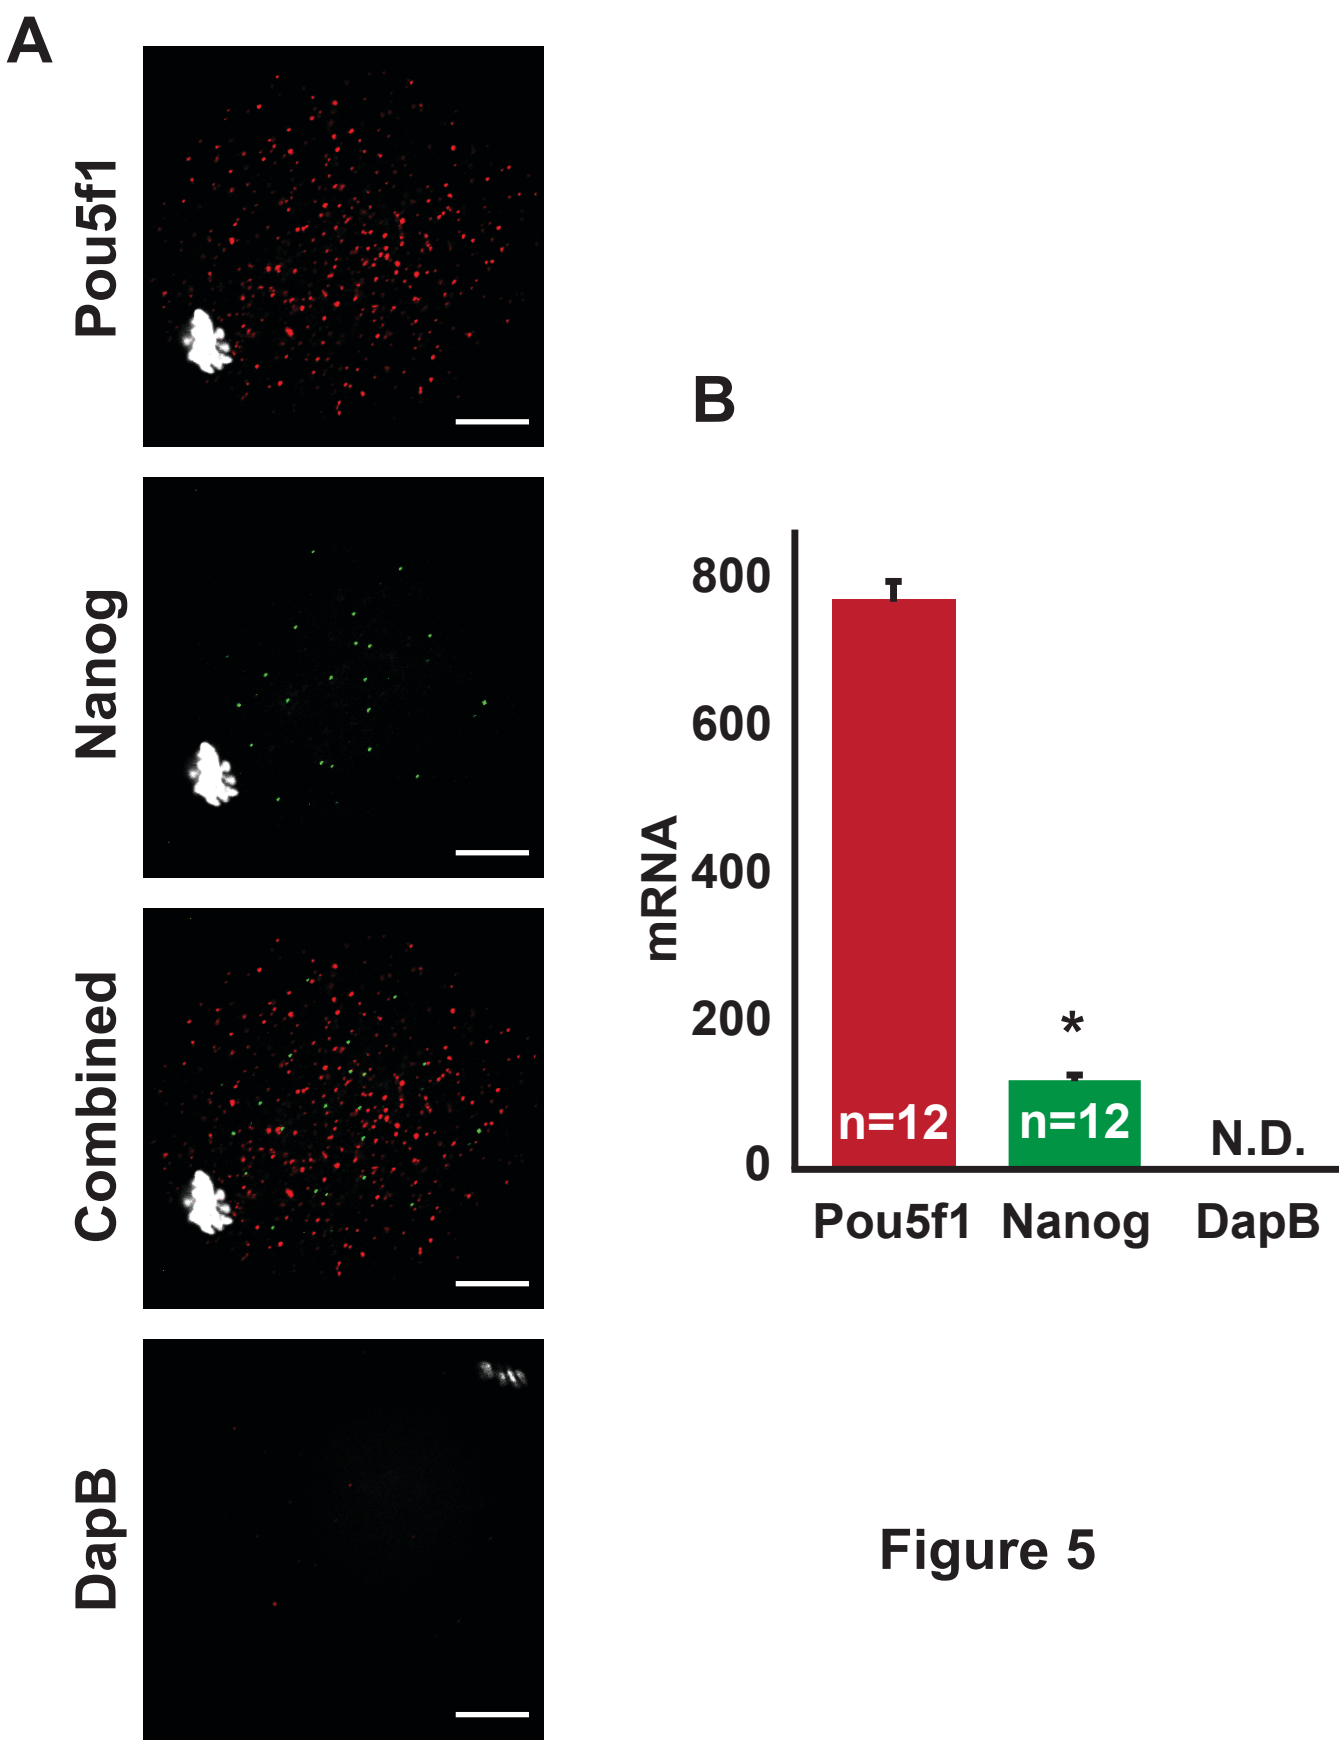 A
Pou5f1
Nanog
Combined
DapB
B
mRNA
800
600
400
200
0
*
n=12
n=12
N.D.
Pou5f1 Nanog DapB
Figure 5